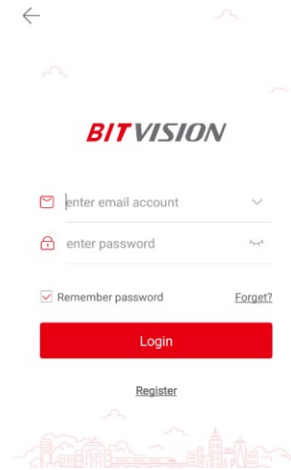 BITVISION
enter email account
enter password
Remember password Forget?
Login
Register